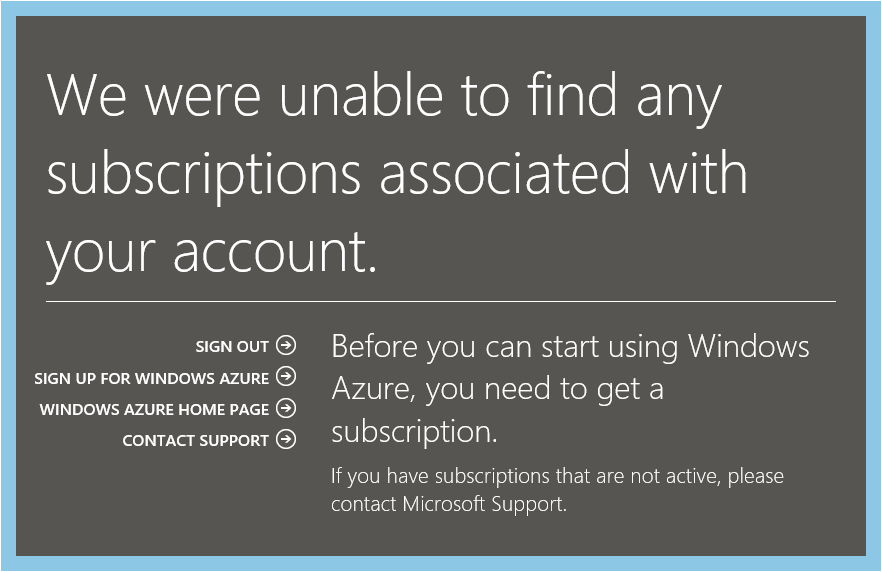 We were unable to find any
subscriptions associated with
your account.
SIGN OUT
SIGN UP FOR WINDOWS AZURE
WINDOWS AZURE HOME PAGE
CONTACT SUPPORT
Before you can start using Windows
Azure, you need to get a
subscription.
If you have subscriptions that are not active, please
contact Microsoft Support.